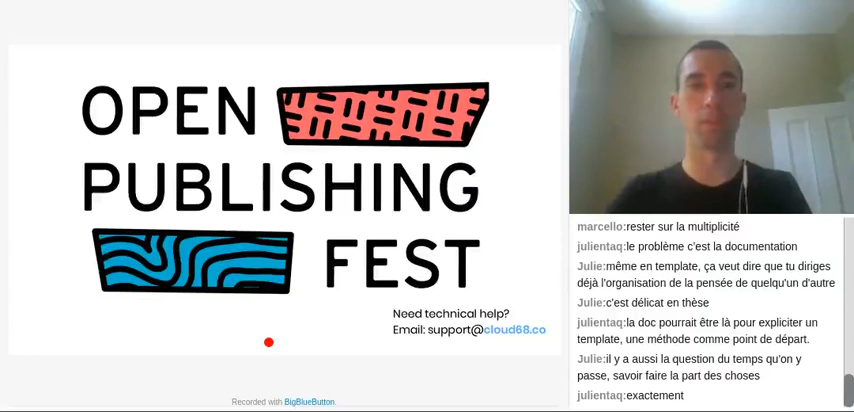 OPEN
PUBLISHING
FEST
Need technical help?
Email: support@cloud68.co
Recorded with BigBlueButton.
marcello:rester sur la multiplicité
julientaq:le problème c'est la documentation
Julie:même en template, ça veut dire que tu diriges
déjà l'organisation de la pensée de quelqu'un d'autre
Julie:c'est délicat en thèse
julientaq:la doc pourrait être là pour expliciter un
template, une méthode comme point de départ.
Julie:il y a aussi la question du temps qu'on y
passe, savoir faire la part des choses
julientaq:exactement